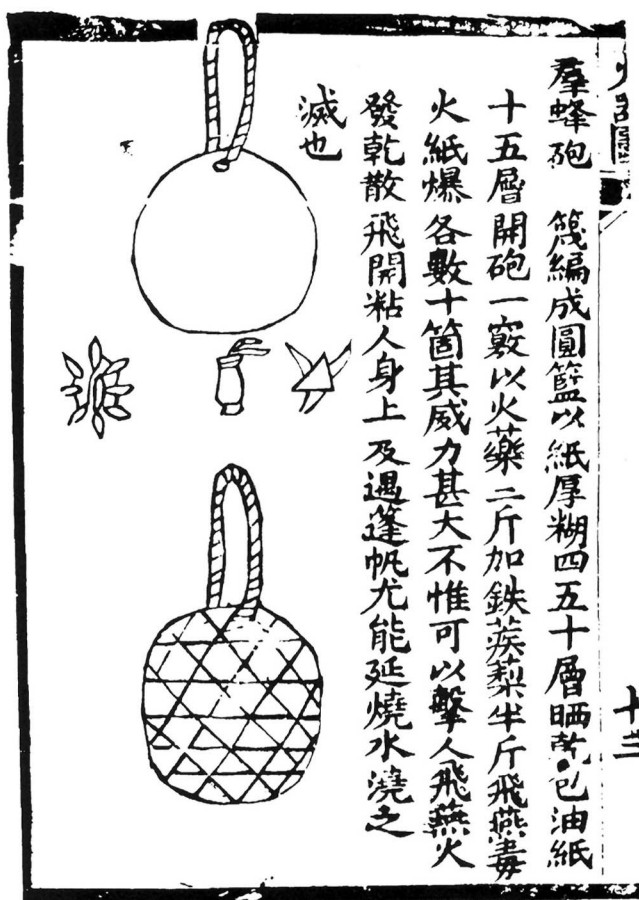 羣蜂砲　篾編成圓籃以紙厚糊四五十層晒乾包油紙
十五層開砲一竅以火藥二斤加鉄蒺梨半斤飛燕毒
火紙爆各數十箇其威力甚大不惟可以擊人飛燕火
發乾散飛開粘人身上及遇篷帆尤能延燒水澆之
滅也